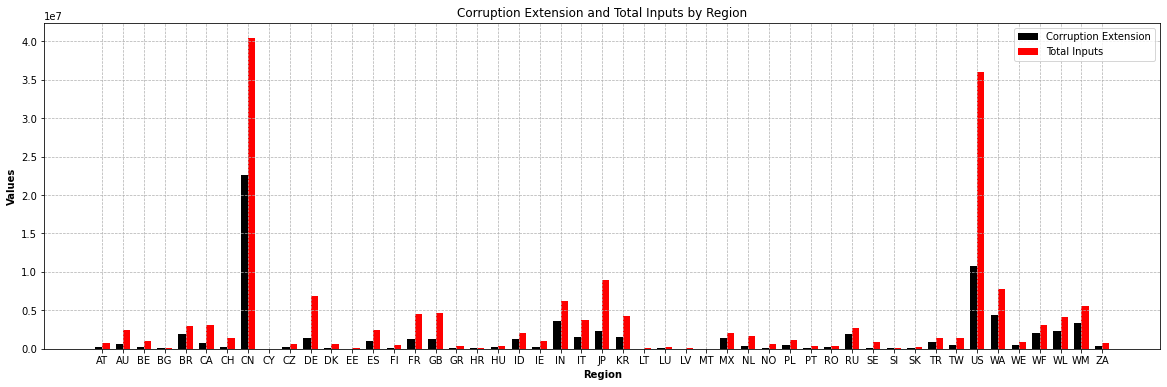 Corruption Extension and Total Inputs by Region
1e7
Corruption Extension
Total Inputs
4.0
3.5
3.0
2.5
2.0
1.5
1.0
0.5
0.0
Values
AT AU BE BG BR CA CH CN CY CZ DE DK EE ES FI FR GB GR HR HU ID IE IN IT JP KR LT LU LV MT MX NL NO PL PT RO RU SE SI SK TR TW US WA WE WF WL WM ZA
Region